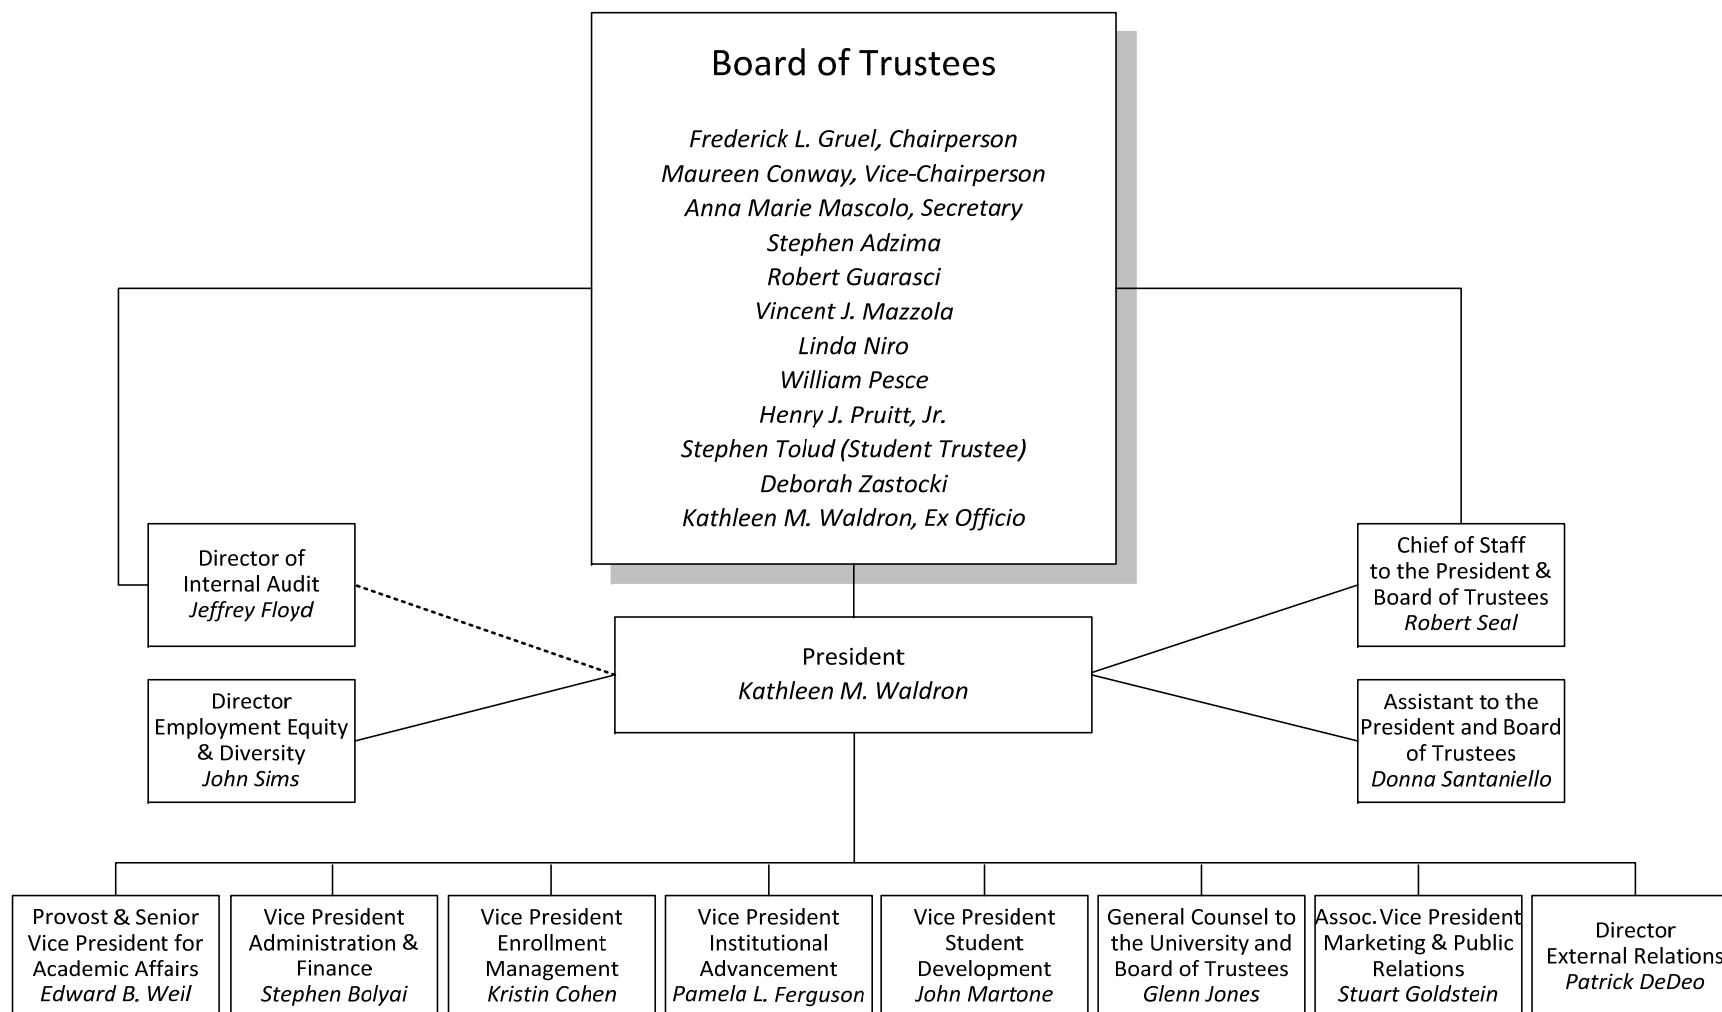 Board of Trustees
Frederick L. Gruel, Chairperson
Maureen Conway, Vice-Chairperson
Anna Marie Mascolo, Secretary
Stephen Adzima
Robert Guarasci
Vincent J. Mazzola
Linda Niro
William Pesce
Henry J. Pruitt, Jr.
Stephen Tolud (Student Trustee)
Deborah Zastocki
Kathleen M. Waldron, Ex Officio
Director of
Internal Audit
Jeffrey Floyd
Chief of Staff
to the President &
Board of Trustees
Robert Seal
President
Kathleen M. Waldron
Director
Employment Equity
& Diversity
John Sims
Assistant to the
President and Board
of Trustees
Donna Santaniello
Provost & Senior
Vice President for
Academic Affairs
Edward B. Weil
Vice President
Administration &
Finance
Stephen Bolyai
Vice President
Enrollment
Management
Kristin Cohen
Vice President
Institutional
Advancement
Pamela L. Ferguson
Vice President
Student
Development
John Martone
General Counsel to
the University and
Board of Trustees
Glenn Jones
Assoc. Vice President
Marketing & Public
Relations
Stuart Goldstein
Director
External Relations
Patrick DeDeo